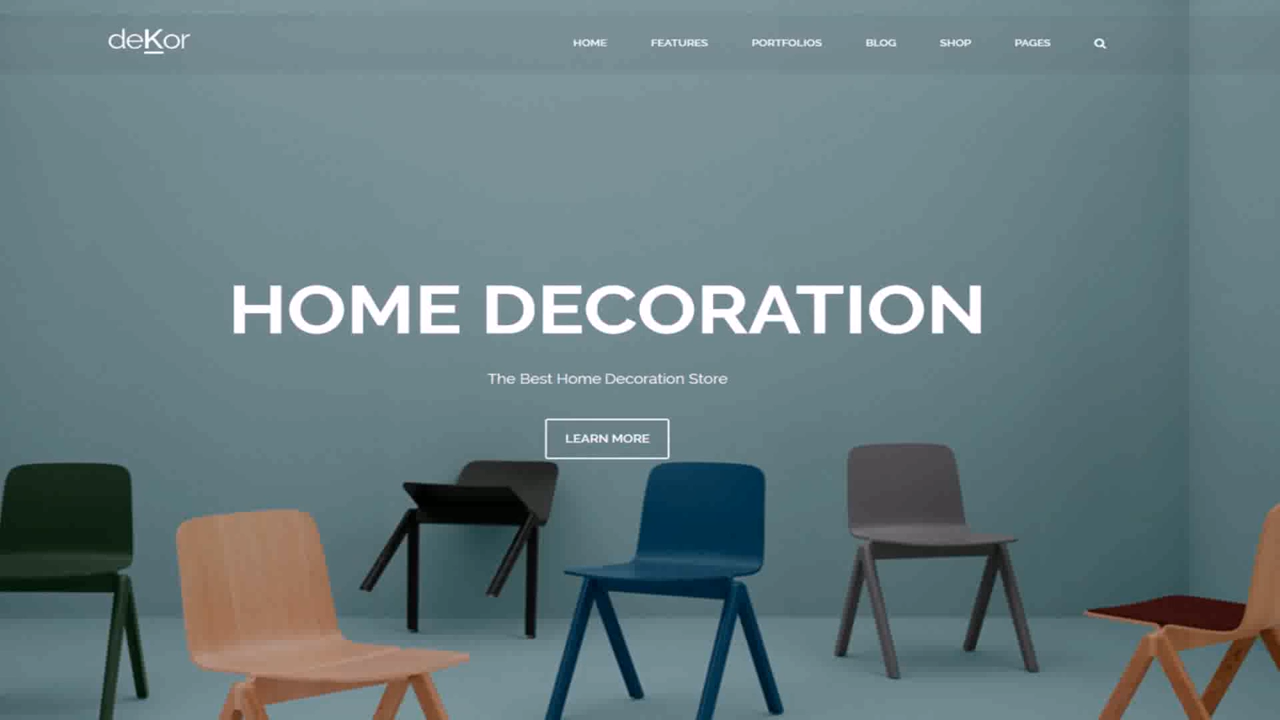 deKor
HOME FEATURES PORTFOLIOS BLOG SHOP PAGES
HOME DECORATION
The Best Home Decoration Store
LEARN MORE